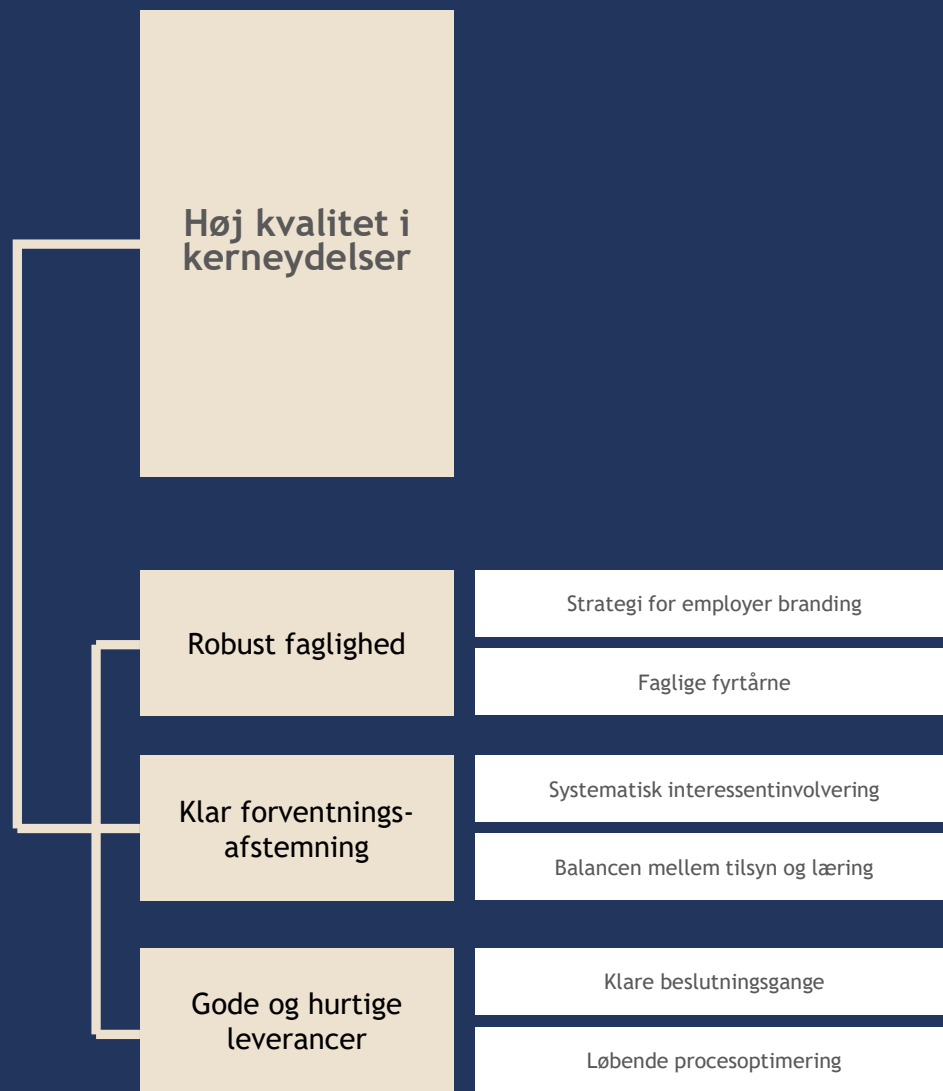 Høj kvalitet i
kerneydelser
Robust faglighed
Strategi for employer branding
Faglige fyrtårne
Klar forventnings-
afstemning
Systematisk interessentinvolvering
Balancen mellem tilsyn og læring
Gode og hurtige
leverancer
Klare beslutningsgange
Løbende procesoptimering